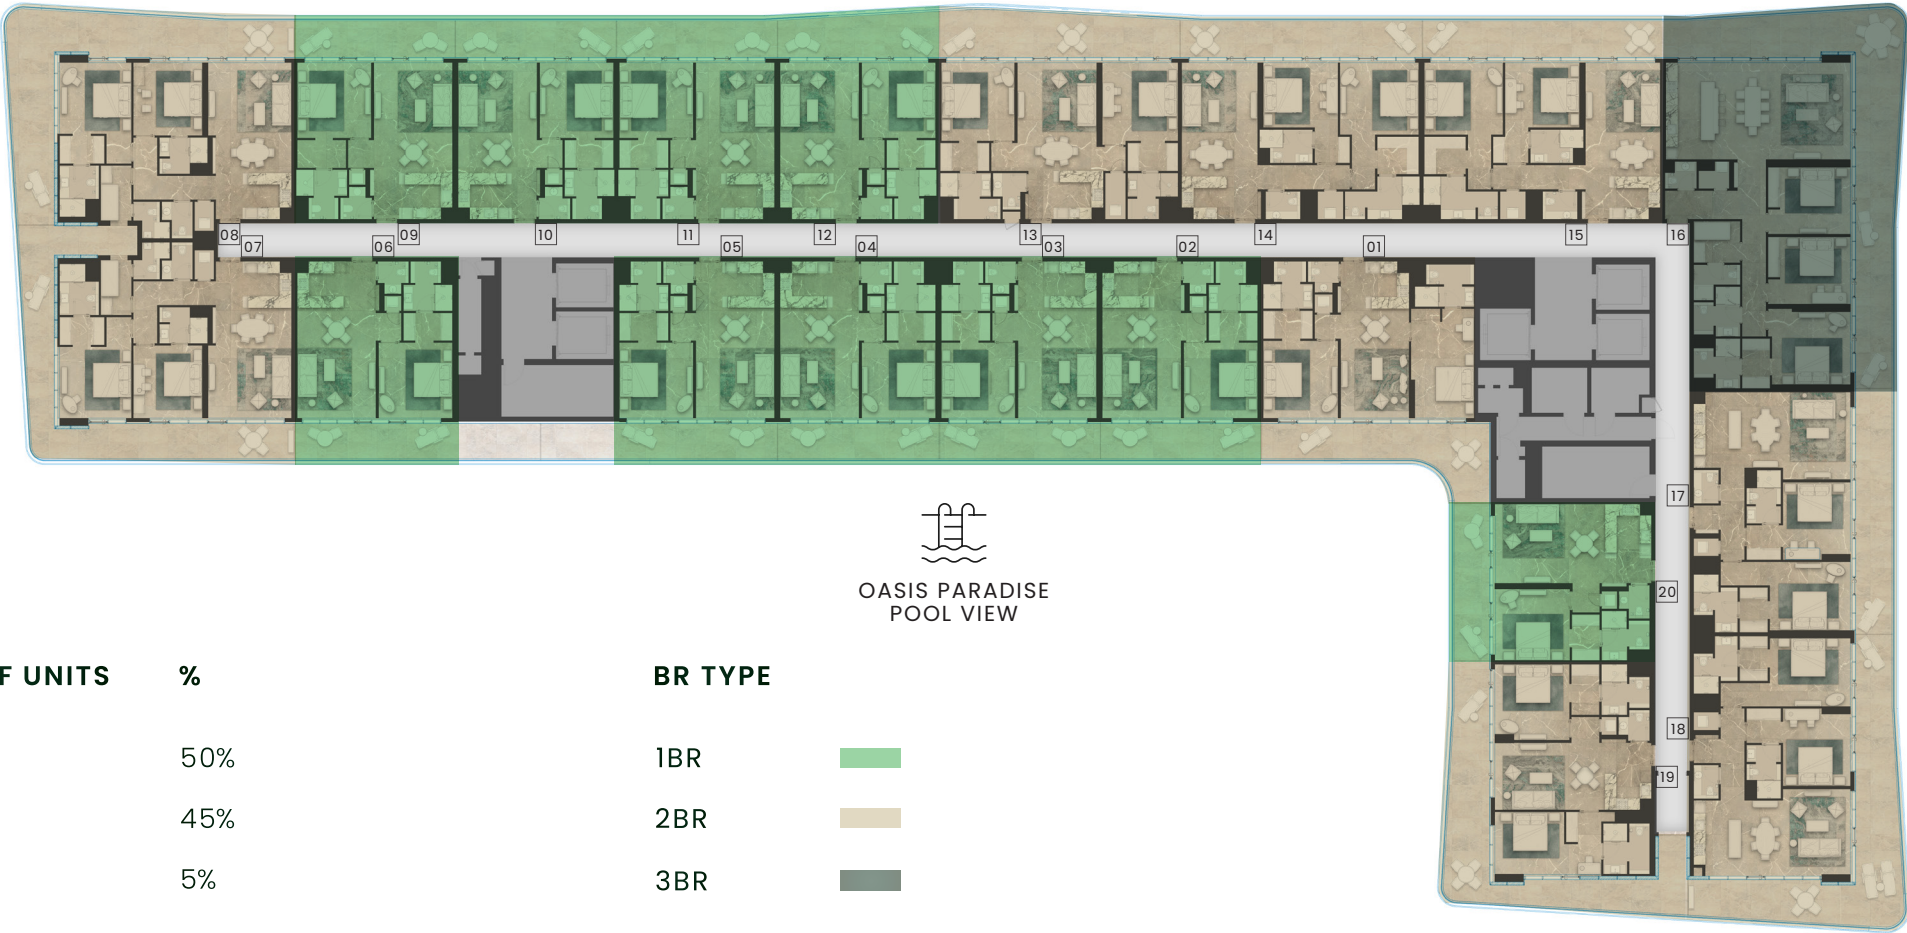 08 07 06 09 10 11 05 12 04 13 03 02 14 01 15 16
17
20
18
19
OASIS PARADISE
POOL VIEW
F UNITS % BR TYPE
50% 1BR
45% 2BR
5% 3BR